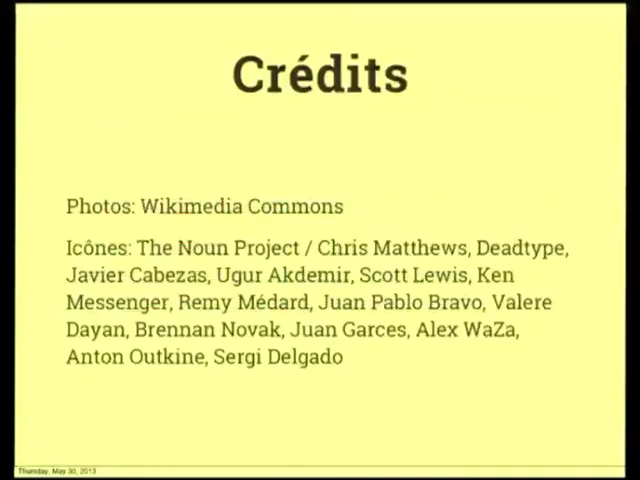 Crédits
Photos: Wikimedia Commons
Icônes: The Noun Project / Chris Matthews, Deadtype,
Javier Cabezas, Ugur Akdemir, Scott Lewis, Ken
Messenger, Remy Médard, Juan Pablo Bravo, Valere
Dayan, Brennan Novak, Juan Garces, Alex WaZa,
Anton Outkine, Sergi Delgado
Thursday, May 30, 2013